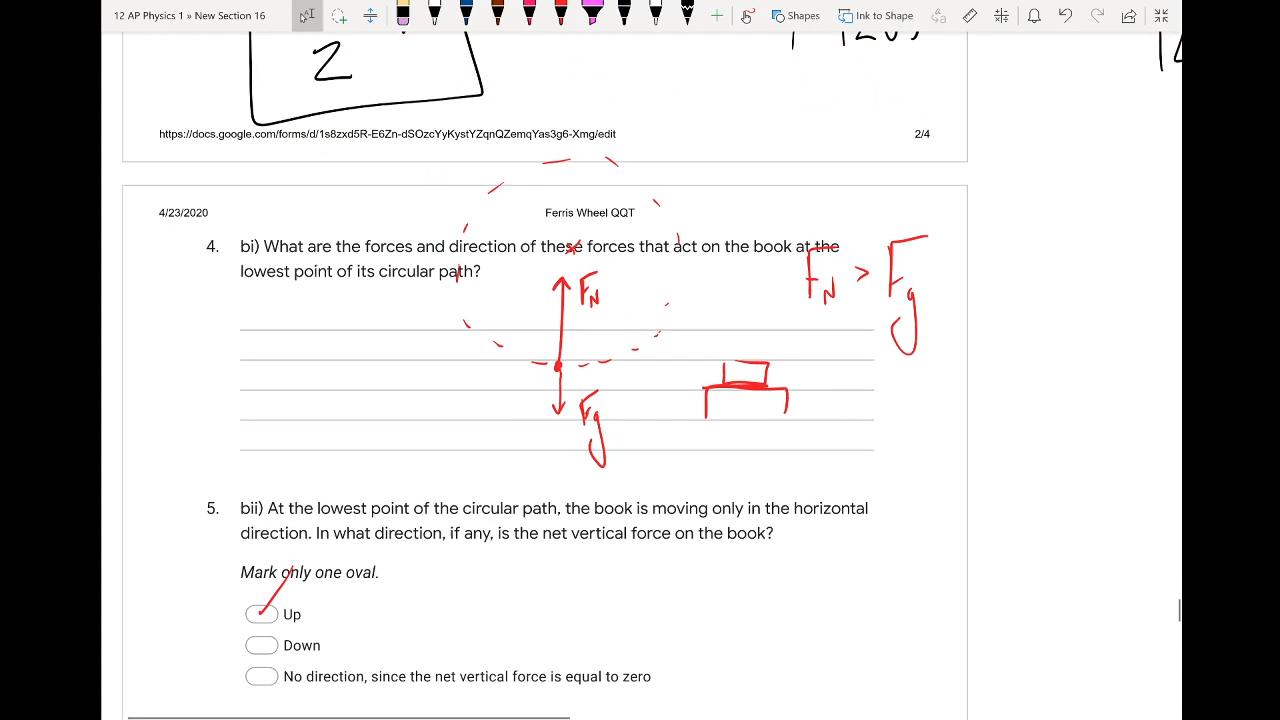 12 AP Physics 1 » New Section 16
Shapes
Ink to Shape
2
https://docs.google.com/forms/d/1s8zxd5R-E6Zn-dSOzcYyKystYZqnQZemqYas3g6-Xmg/edit
2/4
4/23/2020
Ferris Wheel QQT
4. bi) What are the forces and direction of these forces that act on the book at the
lowest point of its circular path?
FN > Fg
FN
Fg
5. bii) At the lowest point of the circular path, the book is moving only in the horizontal
direction. In what direction, if any, is the net vertical force on the book?
Mark only one oval.
Up
Down
No direction, since the net vertical force is equal to zero